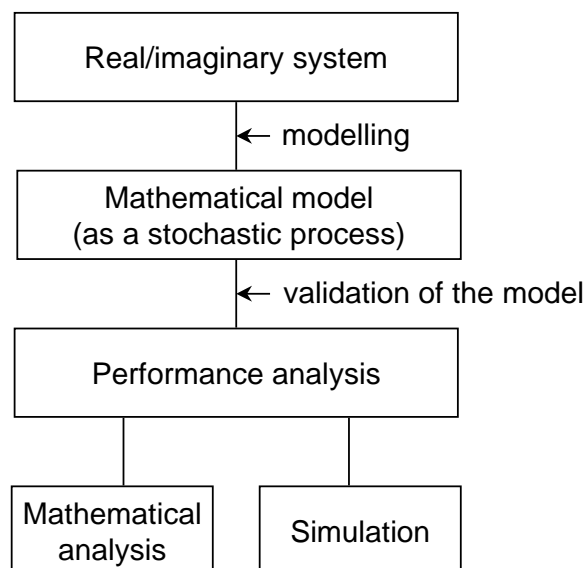 Real/imaginary system
modelling
Mathematical model
(as a stochastic process)
validation of the model
Performance analysis
Mathematical
analysis
Simulation